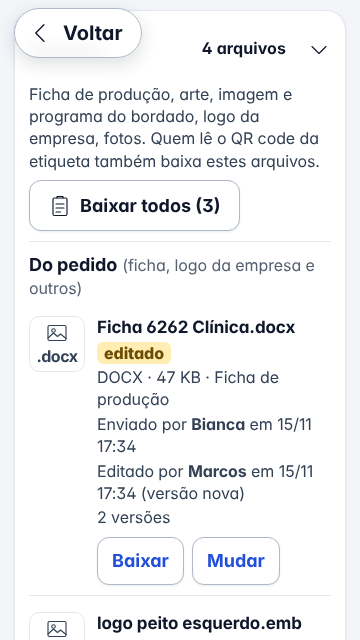 Voltar
4 arquivos
Ficha de produção, arte, imagem e
programa do bordado, logo da
empresa, fotos. Quem lê o QR code da
etiqueta também baixa estes arquivos.
Baixar todos (3)
Do pedido (ficha, logo da empresa e
outros)
.docx
Ficha 6262 Clínica.docx
editado
DOCX · 47 KB · Ficha de
produção
Enviado por Bianca em 15/11
17:34
Editado por Marcos em 15/11
17:34 (versão nova)
2 versões
Baixar
Mudar
logo peito esquerdo.emb